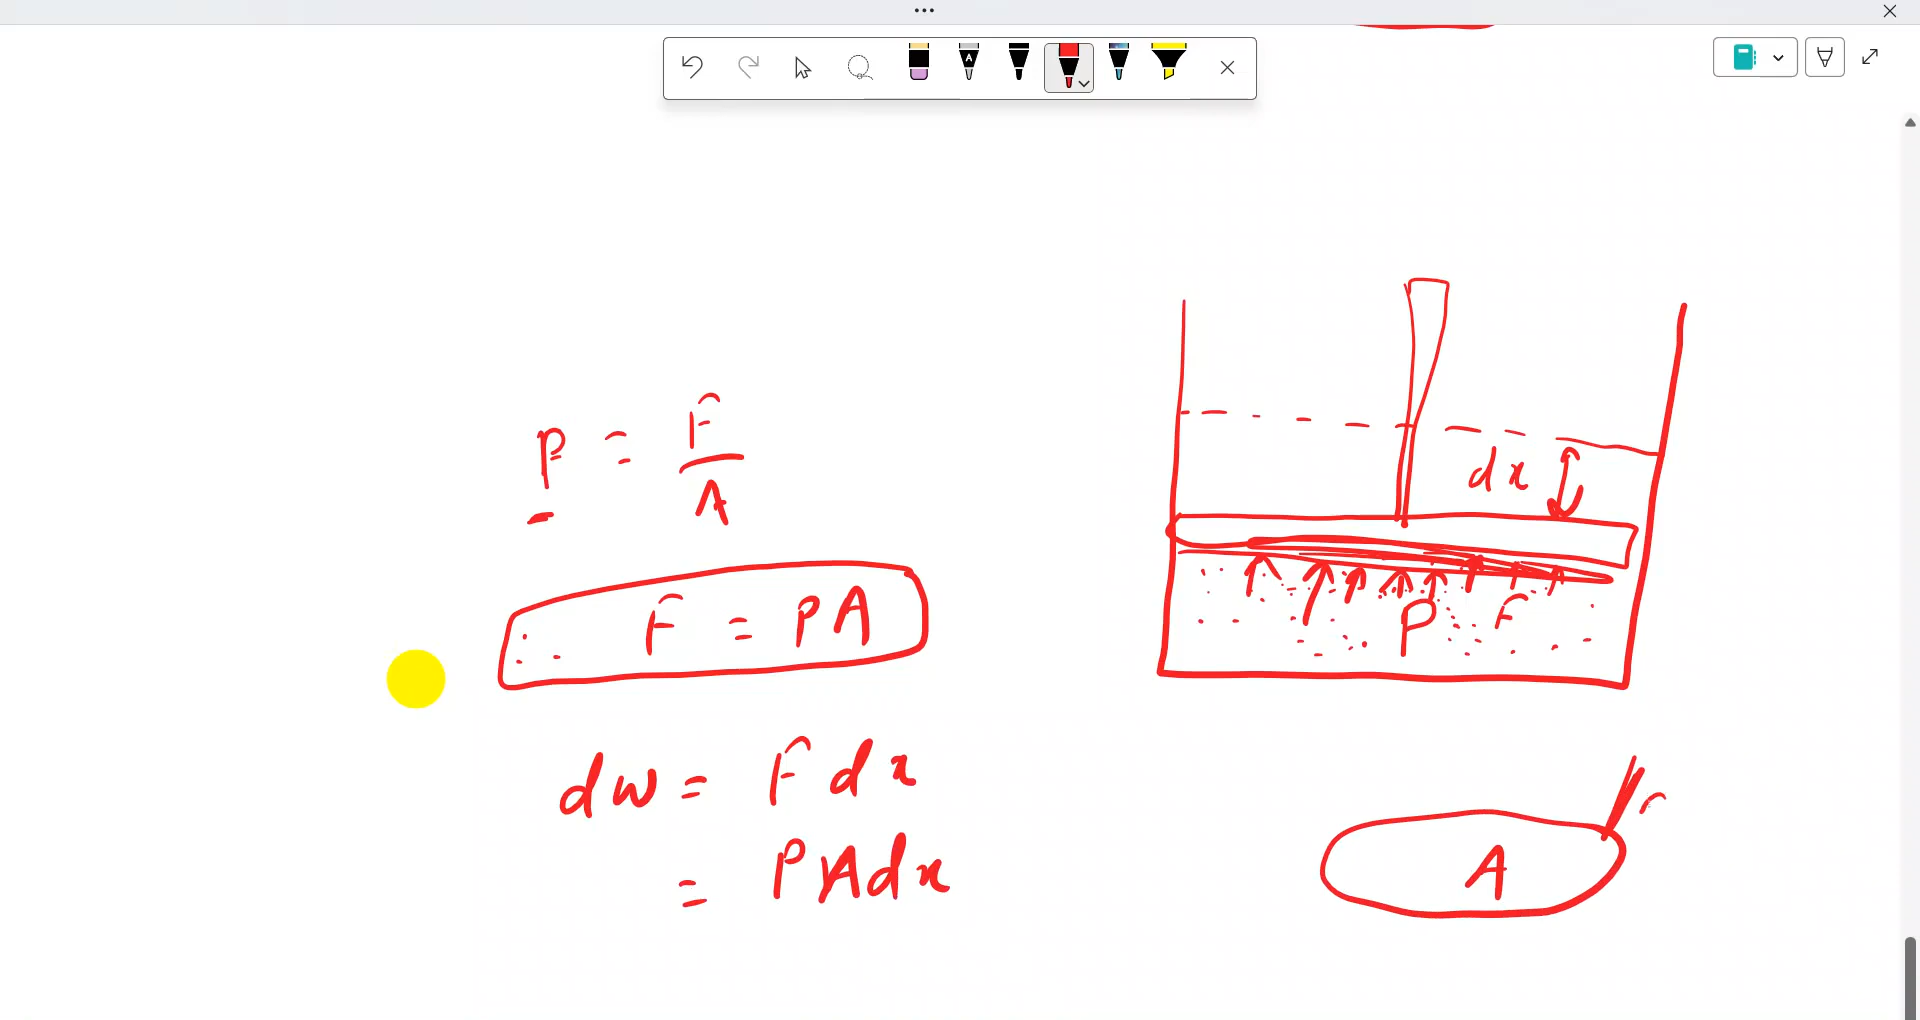 P = F/A
∴ F = PA
dw = F dx
= PAdx
dx
P F
A